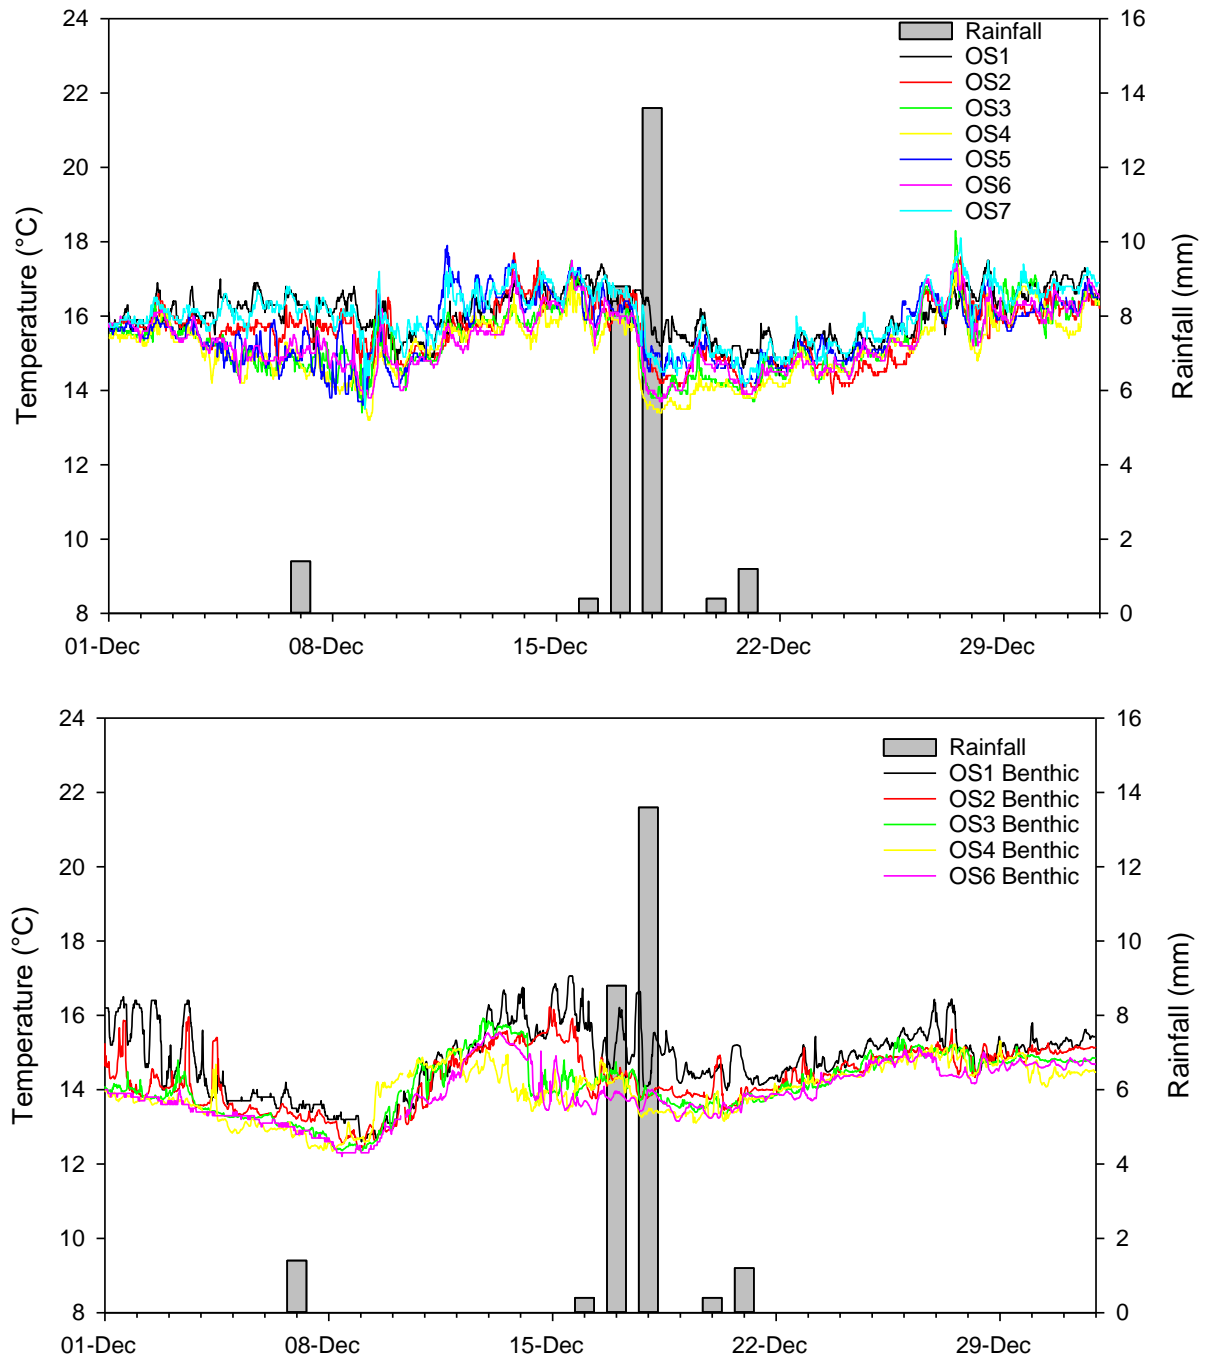 24
22
20
18
16
14
12
10
8
Temperature (°C)
16
14
12
10
8
6
4
2
0
Rainfall (mm)
Rainfall
OS1
OS2
OS3
OS4
OS5
OS6
OS7
01-Dec 08-Dec 15-Dec 22-Dec 29-Dec
24
22
20
18
16
14
12
10
8
Temperature (°C)
16
14
12
10
8
6
4
2
0
Rainfall (mm)
Rainfall
OS1 Benthic
OS2 Benthic
OS3 Benthic
OS4 Benthic
OS6 Benthic
01-Dec 08-Dec 15-Dec 22-Dec 29-Dec